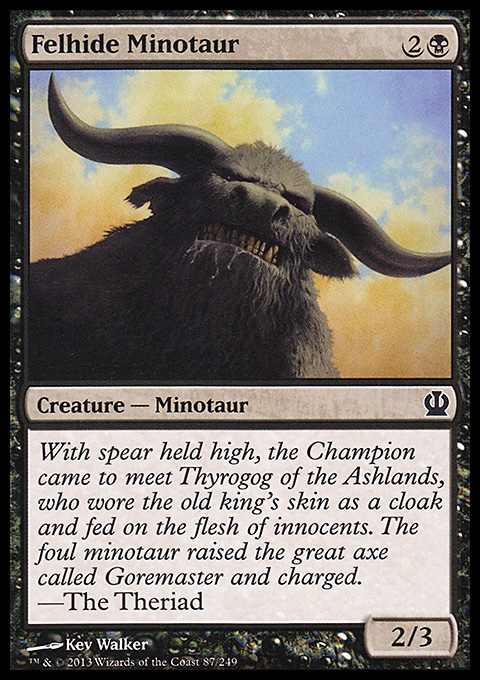 Felhide Minotaur 2
Creature — Minotaur
With spear held high, the Champion
came to meet Thyrogog of the Ashlands,
who wore the old king's skin as a cloak
and fed on the flesh of innocents. The
foul minotaur raised the great axe
called Goremaster and charged.
—The Theriad
2/3
Kev Walker
™ & © 2013 Wizards of the Coast 87/249